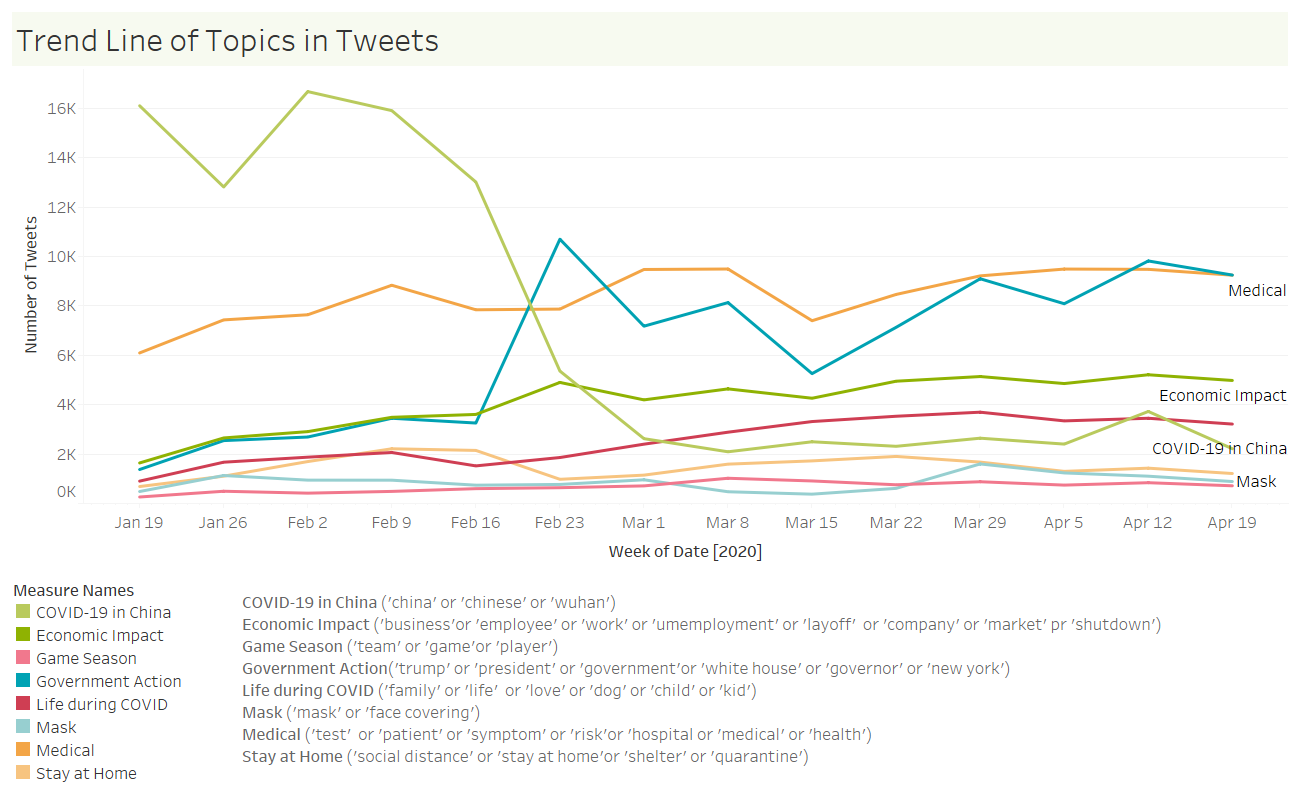 Trend Line of Topics in Tweets
16K
14K
12K
10K
8K
6K
4K
2K
0K
Number of Tweets
Medical
Economic Impact
COVID-19 in China
Mask
Jan 19 Jan 26 Feb 2 Feb 9 Feb 16 Feb 23 Mar 1 Mar 8 Mar 15 Mar 22 Mar 29 Apr 5 Apr 12 Apr 19
Week of Date [2020]
Measure Names
COVID-19 in China
Economic Impact
Game Season
Government Action
Life during COVID
Mask
Medical
Stay at Home
COVID-19 in China ('china' or 'chinese' or 'wuhan')
Economic Impact ('business'or 'employee' or 'work' or 'umemployment' or 'layoff' or 'company' or 'market' pr 'shutdown')
Game Season ('team' or 'game'or 'player')
Government Action('trump' or 'president' or 'government'or 'white house' or 'governor' or 'new york')
Life during COVID ('family' or 'life' or 'love' or 'dog' or 'child' or 'kid')
Mask ('mask' or 'face covering')
Medical ('test' or 'patient' or 'symptom' or 'risk'or 'hospital or 'medical' or 'health')
Stay at Home ('social distance' or 'stay at home'or 'shelter' or 'quarantine')